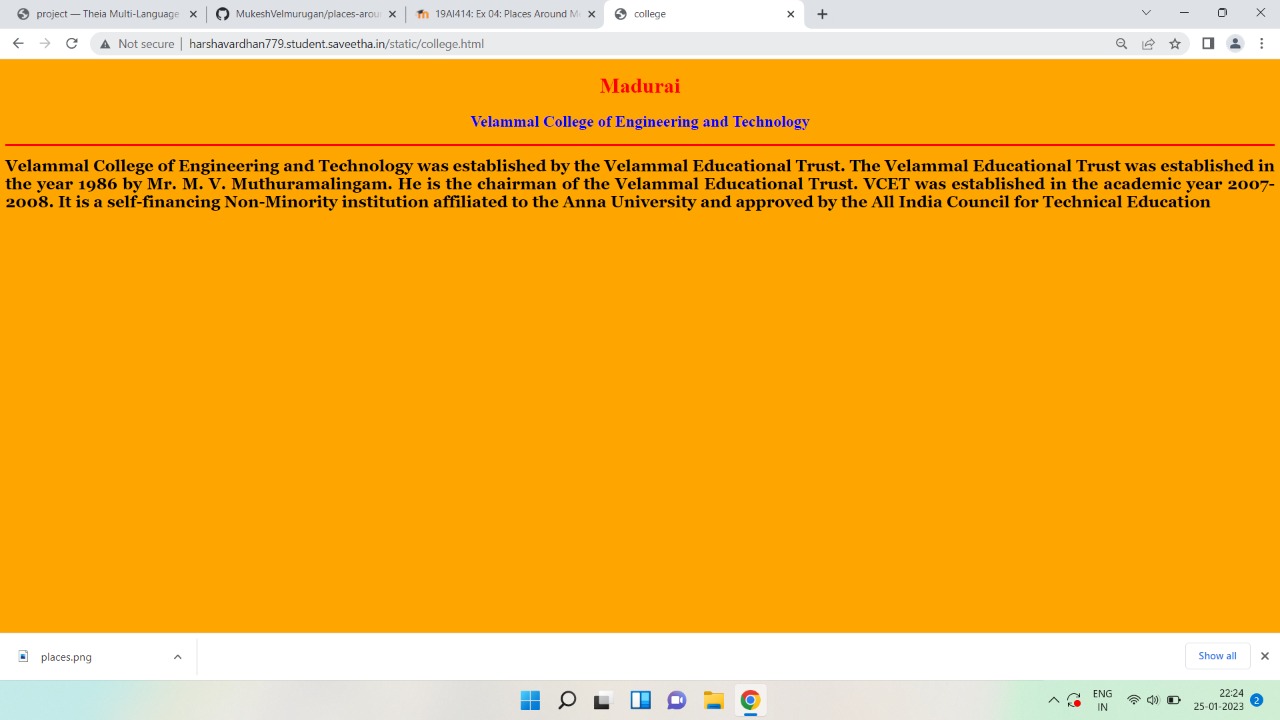 project — Theia Multi-Language
MukeshVelmurugan/places-arou
19AI414: Ex 04: Places Around Me
college
Not secure
harshavardhan779.student.saveetha.in/static/college.html
Madurai
Velammal College of Engineering and Technology
Velammal College of Engineering and Technology was established by the Velammal Educational Trust. The Velammal Educational Trust was established in
the year 1986 by Mr. M. V. Muthuramalingam. He is the chairman of the Velammal Educational Trust. VCET was established in the academic year 2007-
2008. It is a self-financing Non-Minority institution affiliated to the Anna University and approved by the All India Council for Technical Education
places.png
Show all
ENG
IN
22:24
25-01-2023
2